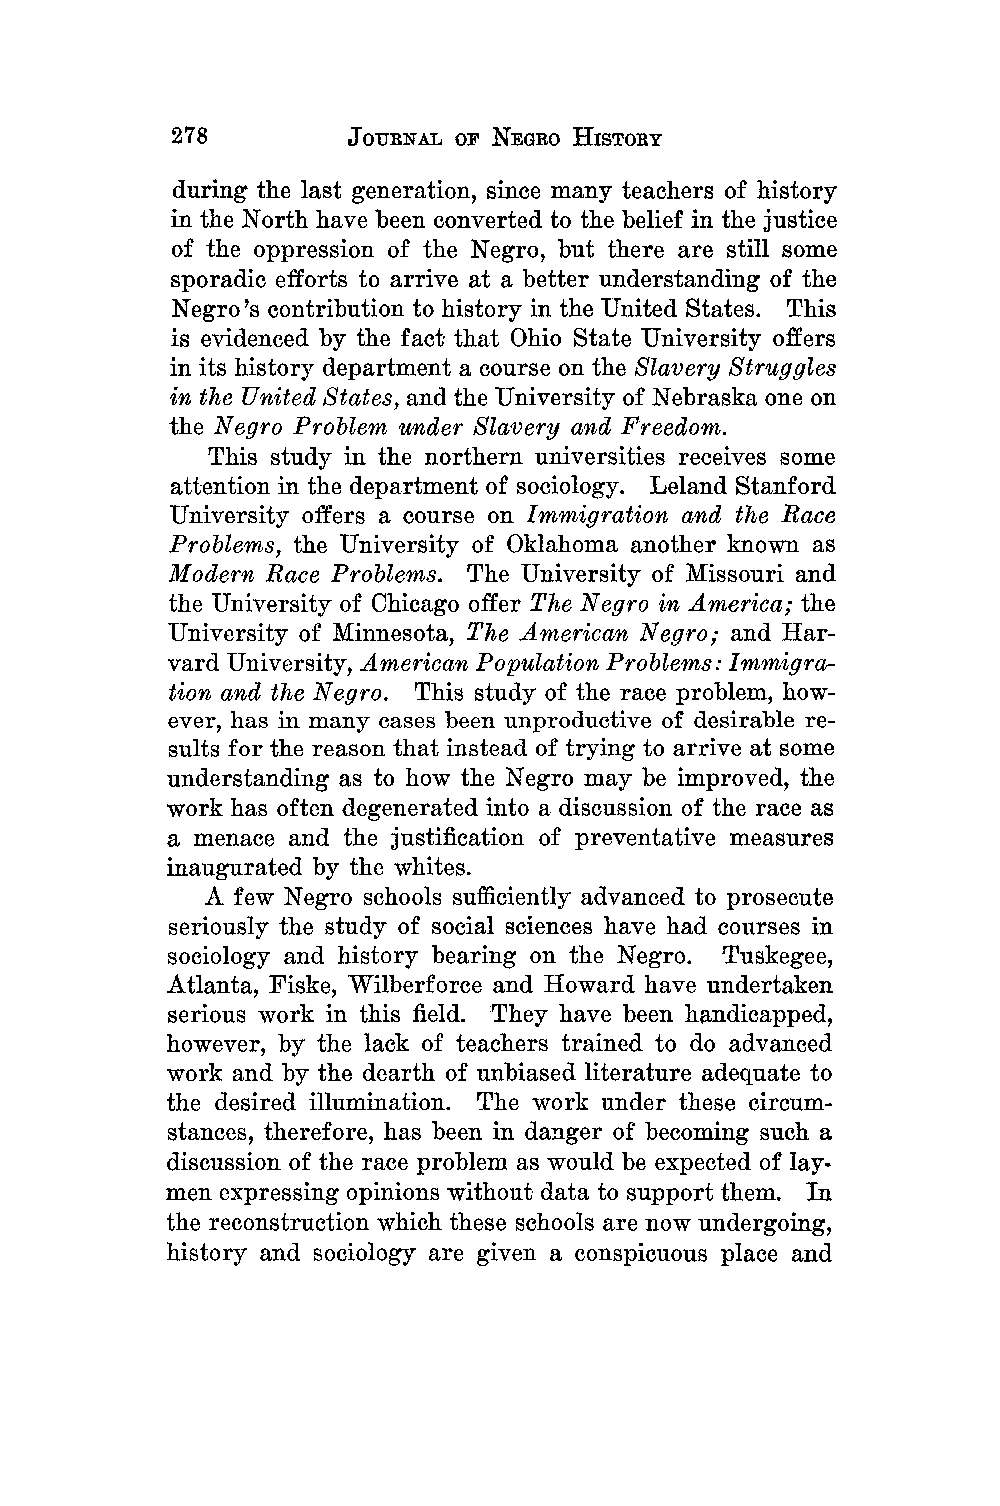 278 JOURNAL OF NEGRO HISTORY
during the last generation, since many teachers of history
in the North have been converted to the belief in the justice
of the oppression of the Negro, but there are still some
sporadic efforts to arrive at a better understanding of the
Negro's contribution to history in the United States. This
is evidenced by the fact that Ohio State University offers
in its history department a course on the Slavery Struggles
in the United States, and the University of Nebraska one on
the Negro Problem under Slavery and Freedom.
This study in the northern universities receives some
attention in the department of sociology. Leland Stanford
University offers a course on Immigration and the Race
Problems, the University of Oklahoma another known as
Modern Race Problems. The University of Missouri and
the University of Chicago offer The Negro in America; the
University of Minnesota, The American Negro; and Har-
vard University, American Population Problems: Immigra-
tion and the Negro. This study of the race problem, how-
ever, has in many cases been unproductive of desirable re-
sults for the reason that instead of trying to arrive at some
understanding as to how the Negro may be improved, the
work has often degenerated into a discussion of the race as
a menace and the justification of preventative measures
inaugurated by the whites.
A few Negro schools sufficiently advanced to prosecute
seriously the study of social sciences have had courses in
sociology and history bearing on the Negro. Tuskegee,
Atlanta, Fiske, Wilberforce and Howard have undertaken
serious work in this field. They have been handicapped,
however, by the lack of teachers trained to do advanced
work and by the dearth of unbiased literature adequate to
the desired illumination. The work under these circum-
stances, therefore, has been in danger of becoming such a
discussion of the race problem as would be expected of lay-
men expressing opinions without data to support them. In
the reconstruction which these schools are now undergoing,
history and sociology are given a conspicuous place and